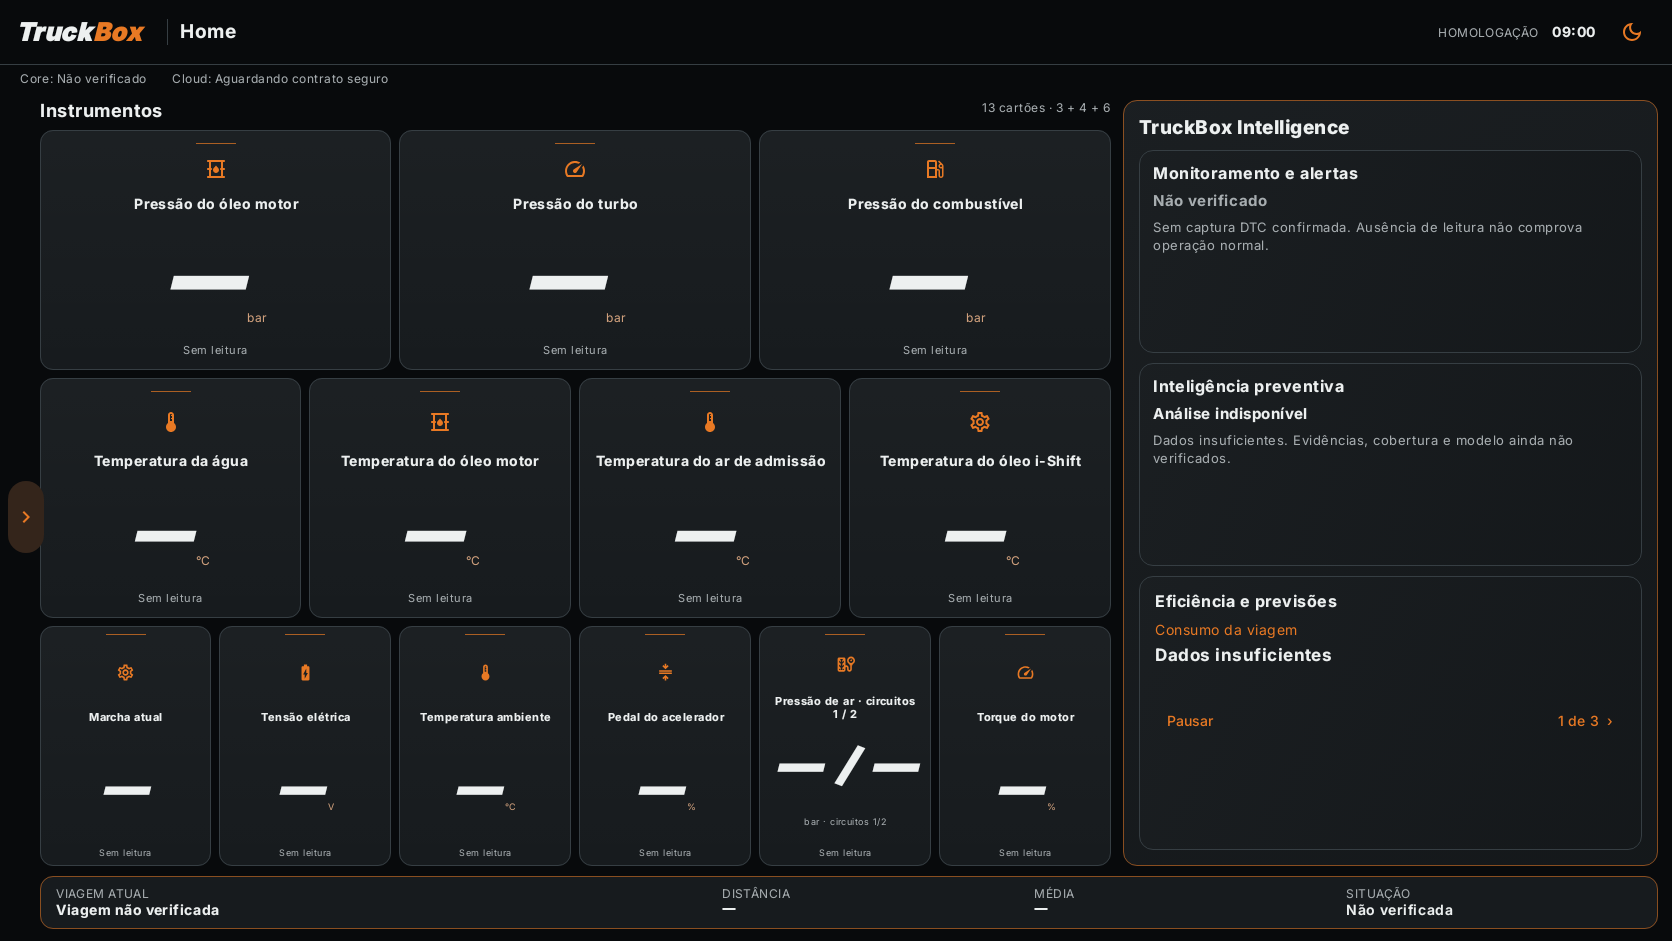 TruckBox
Home
HOMOLOGAÇÃO 09:00
Core: Não verificado
Cloud: Aguardando contrato seguro
Instrumentos
13 cartões · 3 + 4 + 6
Pressão do óleo motor
—
bar
Sem leitura
Pressão do turbo
—
bar
Sem leitura
Pressão do combustível
—
bar
Sem leitura
Temperatura da água
—
°C
Sem leitura
Temperatura do óleo motor
—
°C
Sem leitura
Temperatura do ar de admissão
—
°C
Sem leitura
Temperatura do óleo i-Shift
—
°C
Sem leitura
Marcha atual
—
Sem leitura
Tensão elétrica
—
V
Sem leitura
Temperatura ambiente
—
°C
Sem leitura
Pedal do acelerador
—
%
Sem leitura
Pressão de ar · circuitos
1 / 2
—/—
bar · circuitos 1/2
Sem leitura
Torque do motor
—
%
Sem leitura
TruckBox Intelligence
Monitoramento e alertas
Não verificado
Sem captura DTC confirmada. Ausência de leitura não comprova
operação normal.
Inteligência preventiva
Análise indisponível
Dados insuficientes. Evidências, cobertura e modelo ainda não
verificados.
Eficiência e previsões
Consumo da viagem
Dados insuficientes
Pausar
1 de 3 ›
VIAGEM ATUAL
Viagem não verificada
DISTÂNCIA
—
MÉDIA
—
SITUAÇÃO
Não verificada